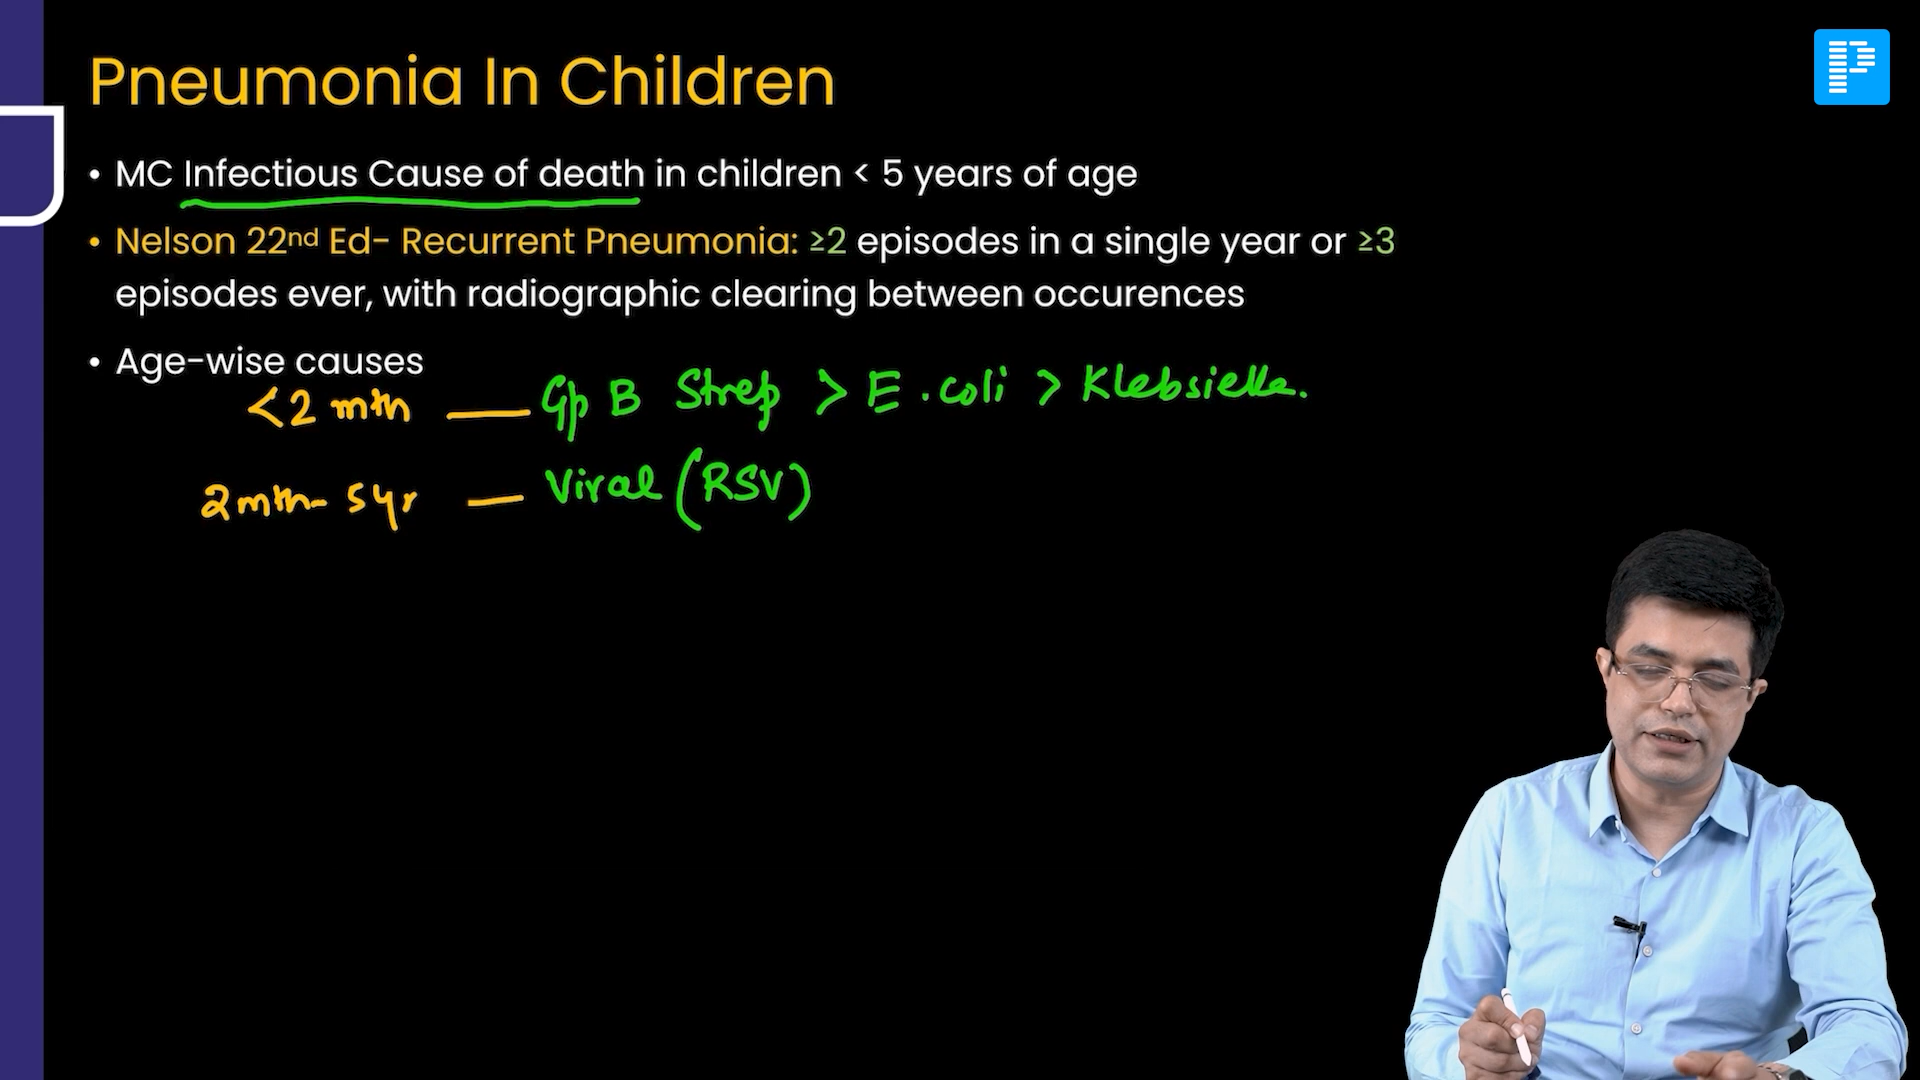 Pneumonia In Children
• MC Infectious Cause of death in children < 5 years of age
• Nelson 22nd Ed- Recurrent Pneumonia: ≥2 episodes in a single year or ≥3
episodes ever, with radiographic clearing between occurences
• Age-wise causes
<2 mth — Gp B Strep > E.coli > Klebsiella.
2mth- 5yr — Viral (RSV)